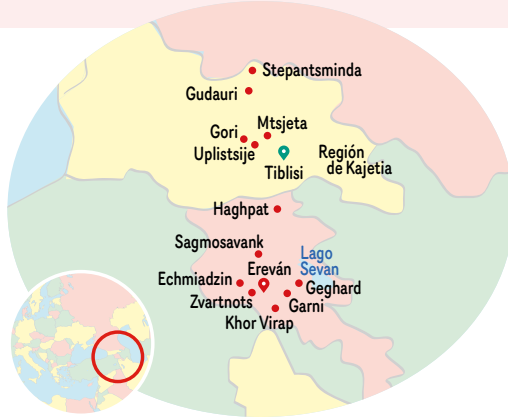 Stepantsminda
Gudauri
Mtsjeta
Gori
Uplistsije
Tiblisi
Región
de Kajetia
Haghpat
Sagmosavank
Lago
Sevan
Ereván
Echmiadzin
Geghard
Zvartnots
Garni
Khor Virap